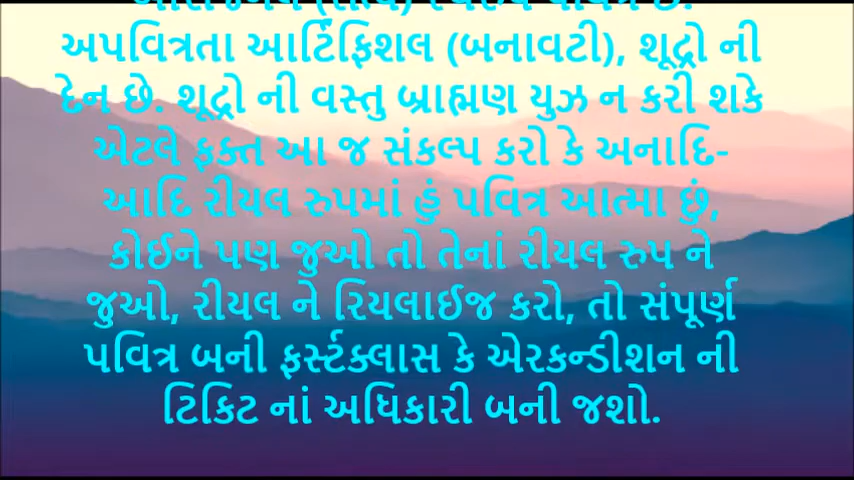 અપવિત્રતા આર્ટિફિશલ (બનાવટી), શૂદ્રો ની
દેન છે. શૂદ્રો ની વસ્તુ બ્રાહ્મણ યુઝ ન કરી શકે
એટલે ફક્ત આ જ સંકલ્પ કરો કે અનાદિ-
આદિ રીયલ રુપમાં હું પવિત્ર આત્મા છું,
કોઈને પણ જુઓ તો તેનાં રીયલ રુપ ને
જુઓ, રીયલ ને રિયલાઈજ કરો, તો સંપૂર્ણ
પવિત્ર બની ફર્સ્ટક્લાસ કે એરકન્ડીશન ની
ટિકિટ નાં અધિકારી બની જશો.